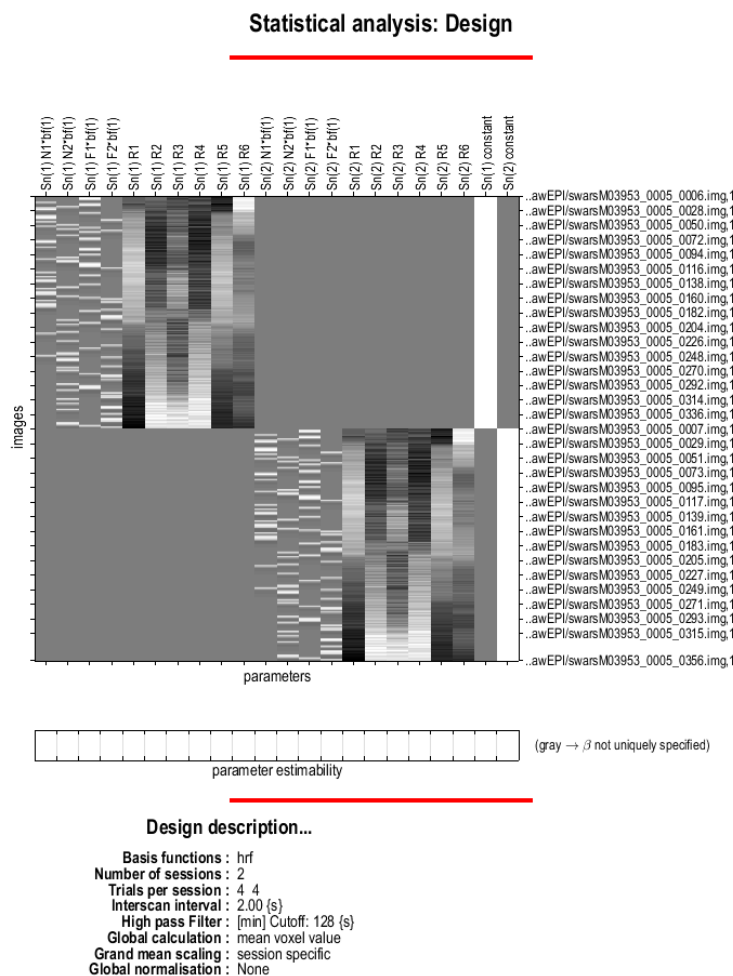 Statistical analysis: Design
Sn(1) N1*bf(1)
Sn(1) N2*bf(1)
Sn(1) F1*bf(1)
Sn(1) F2*bf(1)
Sn(1) R1
Sn(1) R2
Sn(1) R3
Sn(1) R4
Sn(1) R5
Sn(1) R6
Sn(2) N1*bf(1)
Sn(2) N2*bf(1)
Sn(2) F1*bf(1)
Sn(2) F2*bf(1)
Sn(2) R1
Sn(2) R2
Sn(2) R3
Sn(2) R4
Sn(2) R5
Sn(2) R6
Sn(1) constant
Sn(2) constant
images
..awEPI/swarsM03953_0005_0006.img,1
..awEPI/swarsM03953_0005_0028.img,1
..awEPI/swarsM03953_0005_0050.img,1
..awEPI/swarsM03953_0005_0072.img,1
..awEPI/swarsM03953_0005_0094.img,1
..awEPI/swarsM03953_0005_0116.img,1
..awEPI/swarsM03953_0005_0138.img,1
..awEPI/swarsM03953_0005_0160.img,1
..awEPI/swarsM03953_0005_0182.img,1
..awEPI/swarsM03953_0005_0204.img,1
..awEPI/swarsM03953_0005_0226.img,1
..awEPI/swarsM03953_0005_0248.img,1
..awEPI/swarsM03953_0005_0270.img,1
..awEPI/swarsM03953_0005_0292.img,1
..awEPI/swarsM03953_0005_0314.img,1
..awEPI/swarsM03953_0005_0336.img,1
..awEPI/swarsM03953_0005_0007.img,1
..awEPI/swarsM03953_0005_0029.img,1
..awEPI/swarsM03953_0005_0051.img,1
..awEPI/swarsM03953_0005_0073.img,1
..awEPI/swarsM03953_0005_0095.img,1
..awEPI/swarsM03953_0005_0117.img,1
..awEPI/swarsM03953_0005_0139.img,1
..awEPI/swarsM03953_0005_0161.img,1
..awEPI/swarsM03953_0005_0183.img,1
..awEPI/swarsM03953_0005_0205.img,1
..awEPI/swarsM03953_0005_0227.img,1
..awEPI/swarsM03953_0005_0249.img,1
..awEPI/swarsM03953_0005_0271.img,1
..awEPI/swarsM03953_0005_0293.img,1
..awEPI/swarsM03953_0005_0315.img,1
..awEPI/swarsM03953_0005_0356.img,1
parameters
(gray → β not uniquely specified)
parameter estimability
Design description...
Basis functions : hrf
Number of sessions : 2
Trials per session : 4 4
Interscan interval : 2.00 {s}
High pass Filter : [min] Cutoff: 128 {s}
Global calculation : mean voxel value
Grand mean scaling : session specific
Global normalisation : None